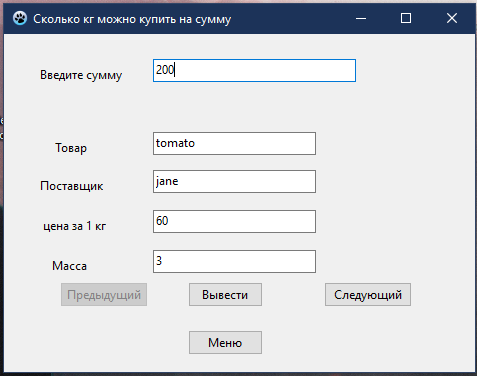 Сколько кг можно купить на сумму
Введите сумму 200
Товар tomato
Поставщик jane
цена за 1 кг 60
Масса 3
Предыдущий Вывести Следующий
Меню